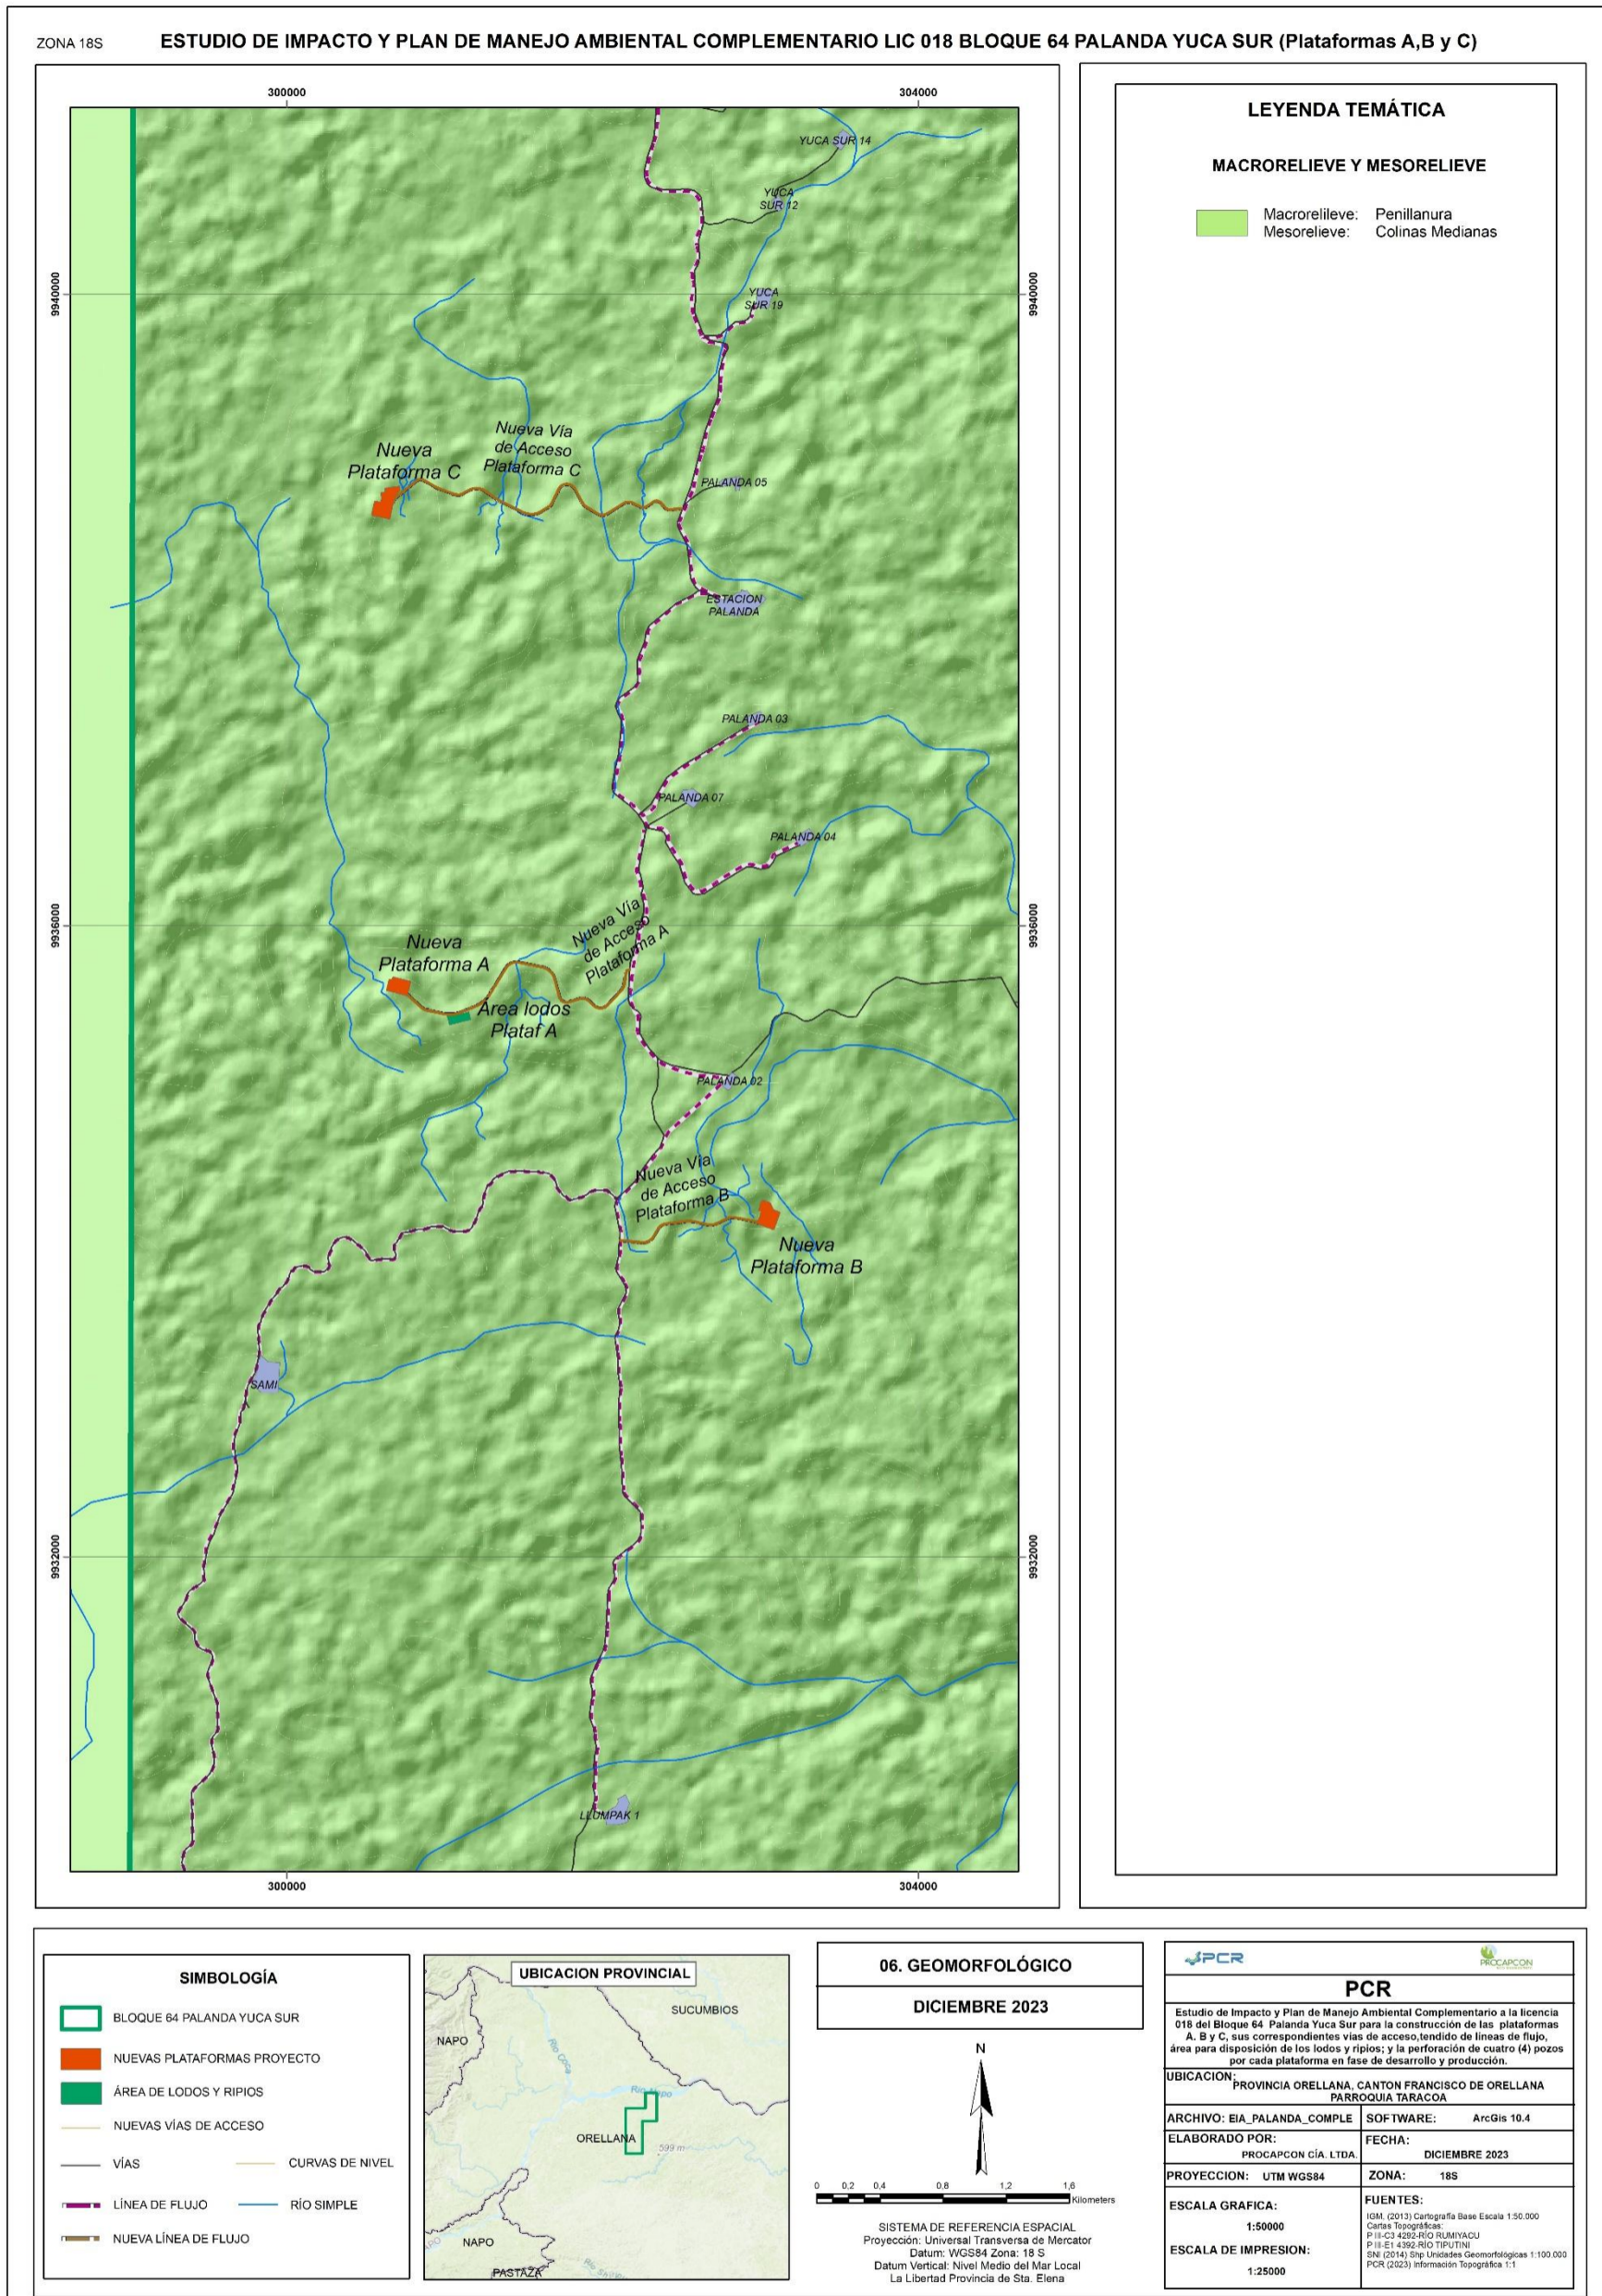 ZONA 18S
ESTUDIO DE IMPACTO Y PLAN DE MANEJO AMBIENTAL COMPLEMENTARIO LIC 018 BLOQUE 64 PALANDA YUCA SUR (Plataformas A,B y C)
300000
304000
YUCA SUR 14
YUCA
SUR 12
9940000
9940000
YUCA
SUR 19
Nueva
Plataforma C
Nueva Vía
de Acceso
Plataforma C
PALANDA 05
ESTACION
PALANDA
PALANDA 03
PALANDA 07
PALANDA 04
9936000
9936000
Nueva
Plataforma A
Nueva Vía
de Acceso
Plataforma A
Área lodos
Plataf A
PALANDA 02
Nueva Vía
de Acceso
Plataforma B
Nueva
Plataforma B
SAMI
9932000
9932000
LLUMPAK 1
300000
304000
LEYENDA TEMÁTICA
MACRORELIEVE Y MESORELIEVE
Macrorelileve: Penillanura
Mesorelieve: Colinas Medianas
SIMBOLOGÍA
BLOQUE 64 PALANDA YUCA SUR
NUEVAS PLATAFORMAS PROYECTO
ÁREA DE LODOS Y RIPIOS
NUEVAS VÍAS DE ACCESO
VÍAS
CURVAS DE NIVEL
LÍNEA DE FLUJO
RÍO SIMPLE
NUEVA LÍNEA DE FLUJO
UBICACION PROVINCIAL
SUCUMBIOS
NAPO
Río Coca
Río Napo
ORELLANA
599 m
NAPO
PASTAZA
06. GEOMORFOLÓGICO
DICIEMBRE 2023
N
0 0,2 0,4 0,8 1,2 1,6
Kilometers
SISTEMA DE REFERENCIA ESPACIAL
Proyección: Universal Transversa de Mercator
Datum: WGS84 Zona: 18 S
Datum Vertical: Nivel Medio del Mar Local
La Libertad Provincia de Sta. Elena
PCR
PROCAPCON
PCR
Estudio de Impacto y Plan de Manejo Ambiental Complementario a la licencia
018 del Bloque 64 Palanda Yuca Sur para la construcción de las plataformas
A. B y C, sus correspondientes vías de acceso,tendido de líneas de flujo,
área para disposición de los lodos y ripios; y la perforación de cuatro (4) pozos
por cada plataforma en fase de desarrollo y producción.
UBICACION:
PROVINCIA ORELLANA, CANTON FRANCISCO DE ORELLANA
PARROQUIA TARACOA
ARCHIVO: EIA_PALANDA_COMPLE
SOFTWARE: ArcGis 10.4
ELABORADO POR:
PROCAPCON CÍA. LTDA.
FECHA:
DICIEMBRE 2023
PROYECCION: UTM WGS84
ZONA: 18S
ESCALA GRAFICA:
1:50000
ESCALA DE IMPRESION:
1:25000
FUENTES:
IGM, (2013) Cartografía Base Escala 1:50.000
Cartas Topográficas:
P III-C3 4292-RÍO RUMIYACU
P III-E1 4392-RÍO TIPUTINI
SNI (2014) Shp Unidades Geomorfológicas 1:100.000
PCR (2023) Información Topográfica 1:1